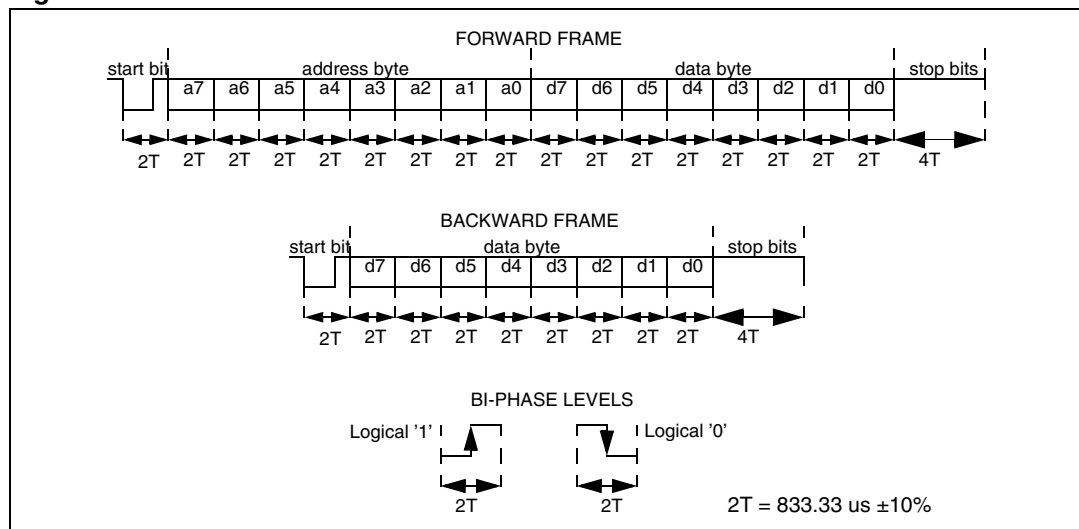 FORWARD FRAME
start bit address byte data byte stop bits
a7 a6 a5 a4 a3 a2 a1 a0 d7 d6 d5 d4 d3 d2 d1 d0
2T 2T 2T 2T 2T 2T 2T 2T 2T 2T 2T 2T 2T 2T 2T 2T 2T 4T
BACKWARD FRAME
start bit data byte stop bits
d7 d6 d5 d4 d3 d2 d1 d0
2T 2T 2T 2T 2T 2T 2T 2T 2T 4T
BI-PHASE LEVELS
Logical '1' Logical '0'
2T 2T 2T = 833.33 us ±10%